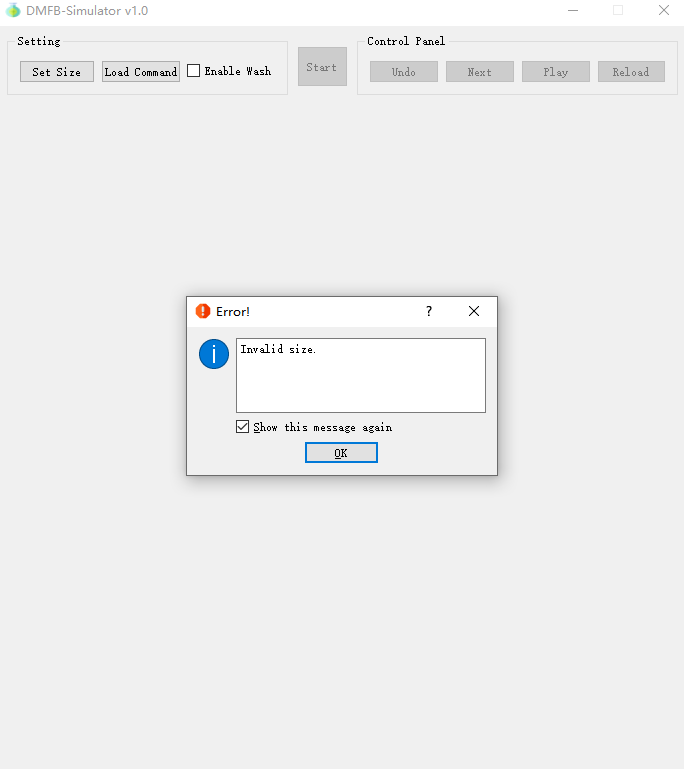 DMFB-Simulator v1.0
Setting
Control Panel
Set Size
Load Command
Enable Wash
Start
Undo
Next
Play
Reload
Error!
?
Invalid size.
Show this message again
OK